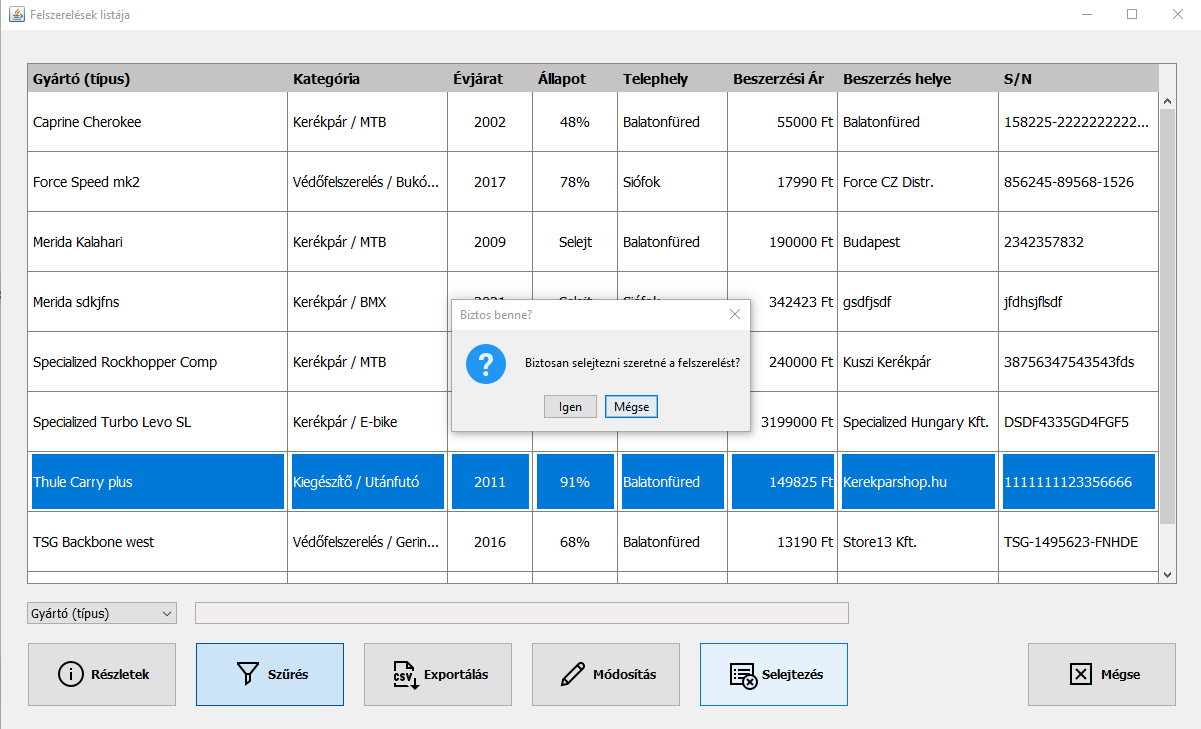 Felszerelések listája
Gyártó (típus) Kategória Évjárat Állapot Telephely Beszerzési Ár Beszerzés helye S/N
Caprine Cherokee Kerékpár / MTB 2002 48% Balatonfüred 55000 Ft Balatonfüred 158225-2222222222...
Force Speed mk2 Védőfelszerelés / Bukó... 2017 78% Siófok 17990 Ft Force CZ Distr. 856245-89568-1526
Merida Kalahari Kerékpár / MTB 2009 Selejt Balatonfüred 190000 Ft Budapest 2342357832
Merida sdkjfns Kerékpár / BMX 342423 Ft gsdfjsdf jfdhsjflsdf
Biztos benne?
Biztosan selejtezni szeretné a felszerelést?
Igen Mégse
Specialized Rockhopper Comp Kerékpár / MTB 240000 Ft Kuszi Kerékpár 38756347543543fds
Specialized Turbo Levo SL Kerékpár / E-bike 3199000 Ft Specialized Hungary Kft. DSDF4335GD4FGF5
Thule Carry plus Kiegészítő / Utánfutó 2011 91% Balatonfüred 149825 Ft Kerekparshop.hu 1111111123356666
TSG Backbone west Védőfelszerelés / Gerin... 2016 68% Balatonfüred 13190 Ft Store13 Kft. TSG-1495623-FNHDE
Gyártó (típus)
Részletek Szűrés CSV Exportálás Módosítás Selejtezés Mégse